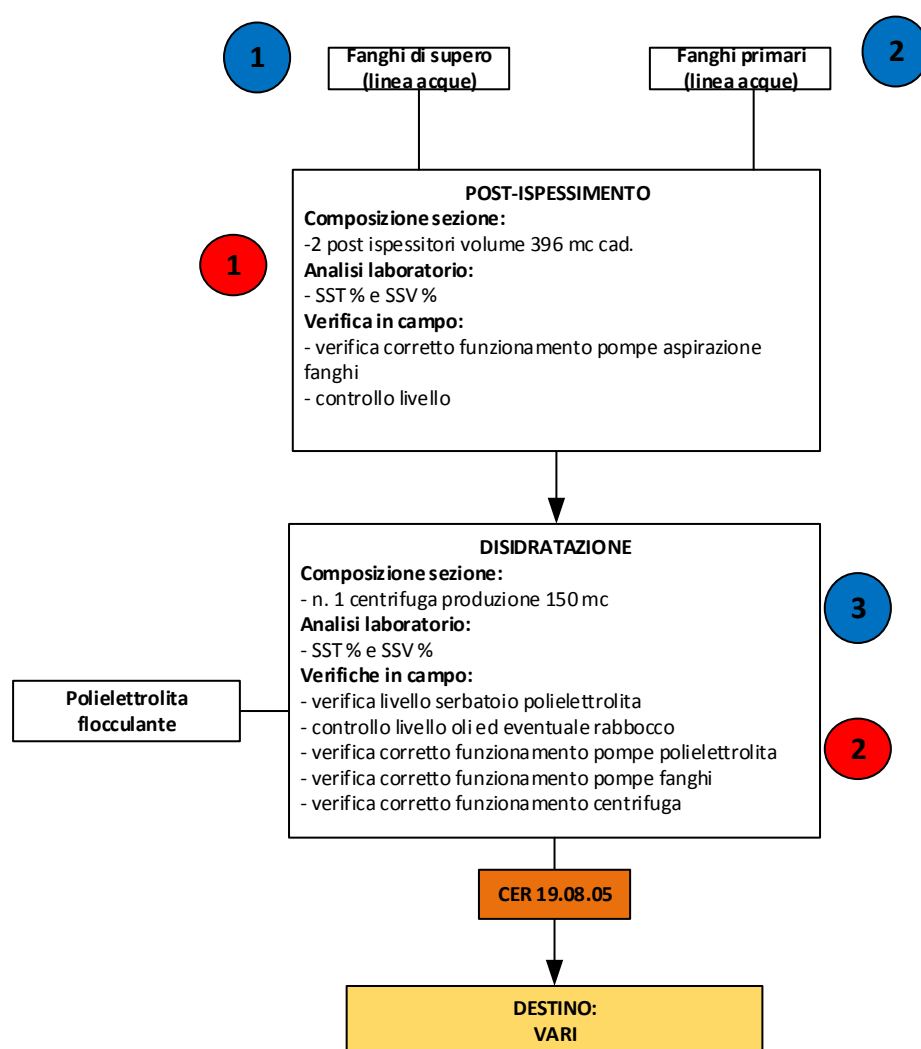 1
Fanghi di supero
(linea acque)
Fanghi primari
(linea acque)
2
POST-ISPESSIMENTO
Composizione sezione:
-2 post ispessitori volume 396 mc cad.
1
Analisi laboratorio:
- SST % e SSV %
Verifica in campo:
- verifica corretto funzionamento pompe aspirazione
fanghi
- controllo livello
DISIDRATAZIONE
Composizione sezione:
- n. 1 centrifuga produzione 150 mc
3
Analisi laboratorio:
- SST % e SSV %
Verifiche in campo:
- verifica livello serbatoio polielettrolita
- controllo livello oli ed eventuale rabbocco
- verifica corretto funzionamento pompe polielettrolita
- verifica corretto funzionamento pompe fanghi
- verifica corretto funzionamento centrifuga
2
Polielettrolita
flocculante
CER 19.08.05
DESTINO:
VARI